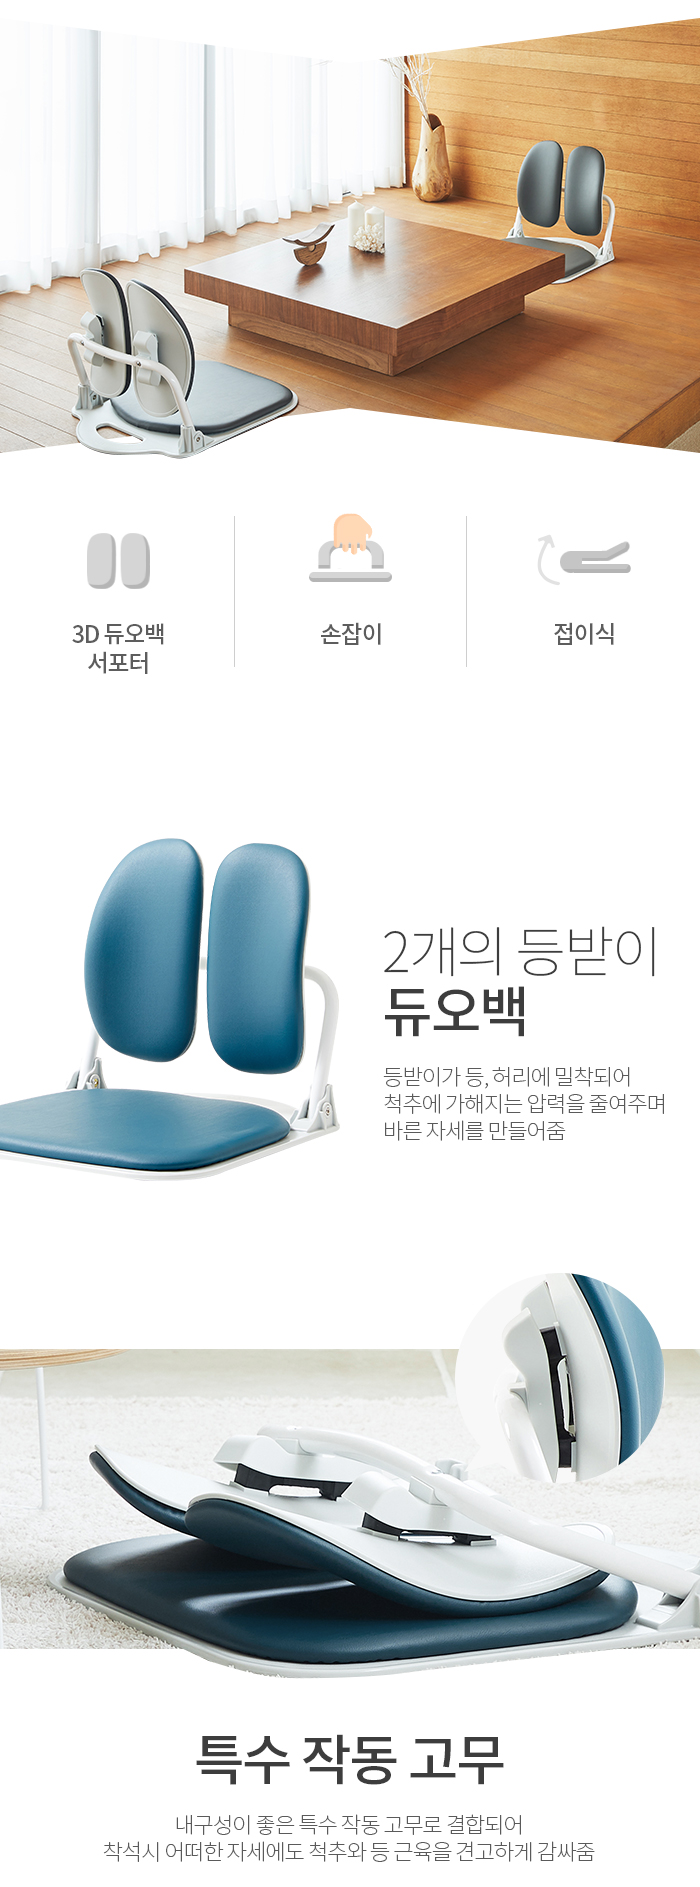 3D 듀오백
서포터
손잡이
접이식
2개의 등받이
듀오백
등받이가 등, 허리에 밀착되어
척추에 가해지는 압력을 줄여주며
바른 자세를 만들어줌
특수 작동 고무
내구성이 좋은 특수 작동 고무로 결합되어
착석시 어떠한 자세에도 척추와 등 근육을 견고하게 감싸줌